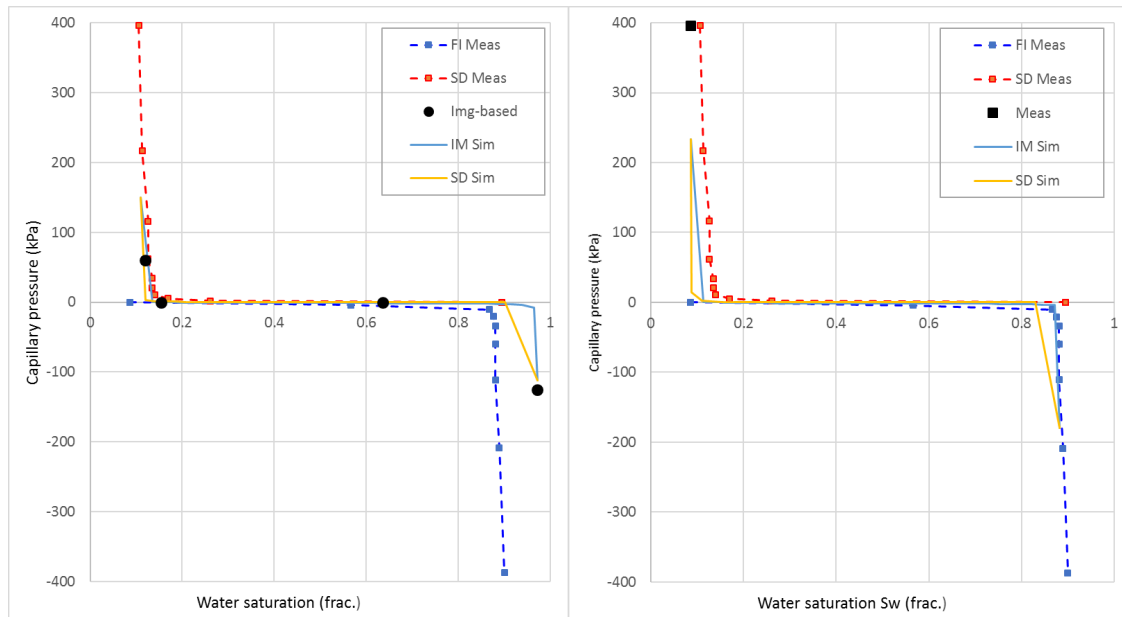 400
300
200
100
0
-100
-200
-300
-400
0
0.2
0.4
0.6
0.8
1
Capillary pressure (kPa)
Water saturation (frac.)
FI Meas
SD Meas
Img-based
IM Sim
SD Sim
400
300
200
100
0
-100
-200
-300
-400
0
0.2
0.4
0.6
0.8
1
Capillary pressure (kPa)
Water saturation Sw (frac.)
FI Meas
SD Meas
Meas
IM Sim
SD Sim